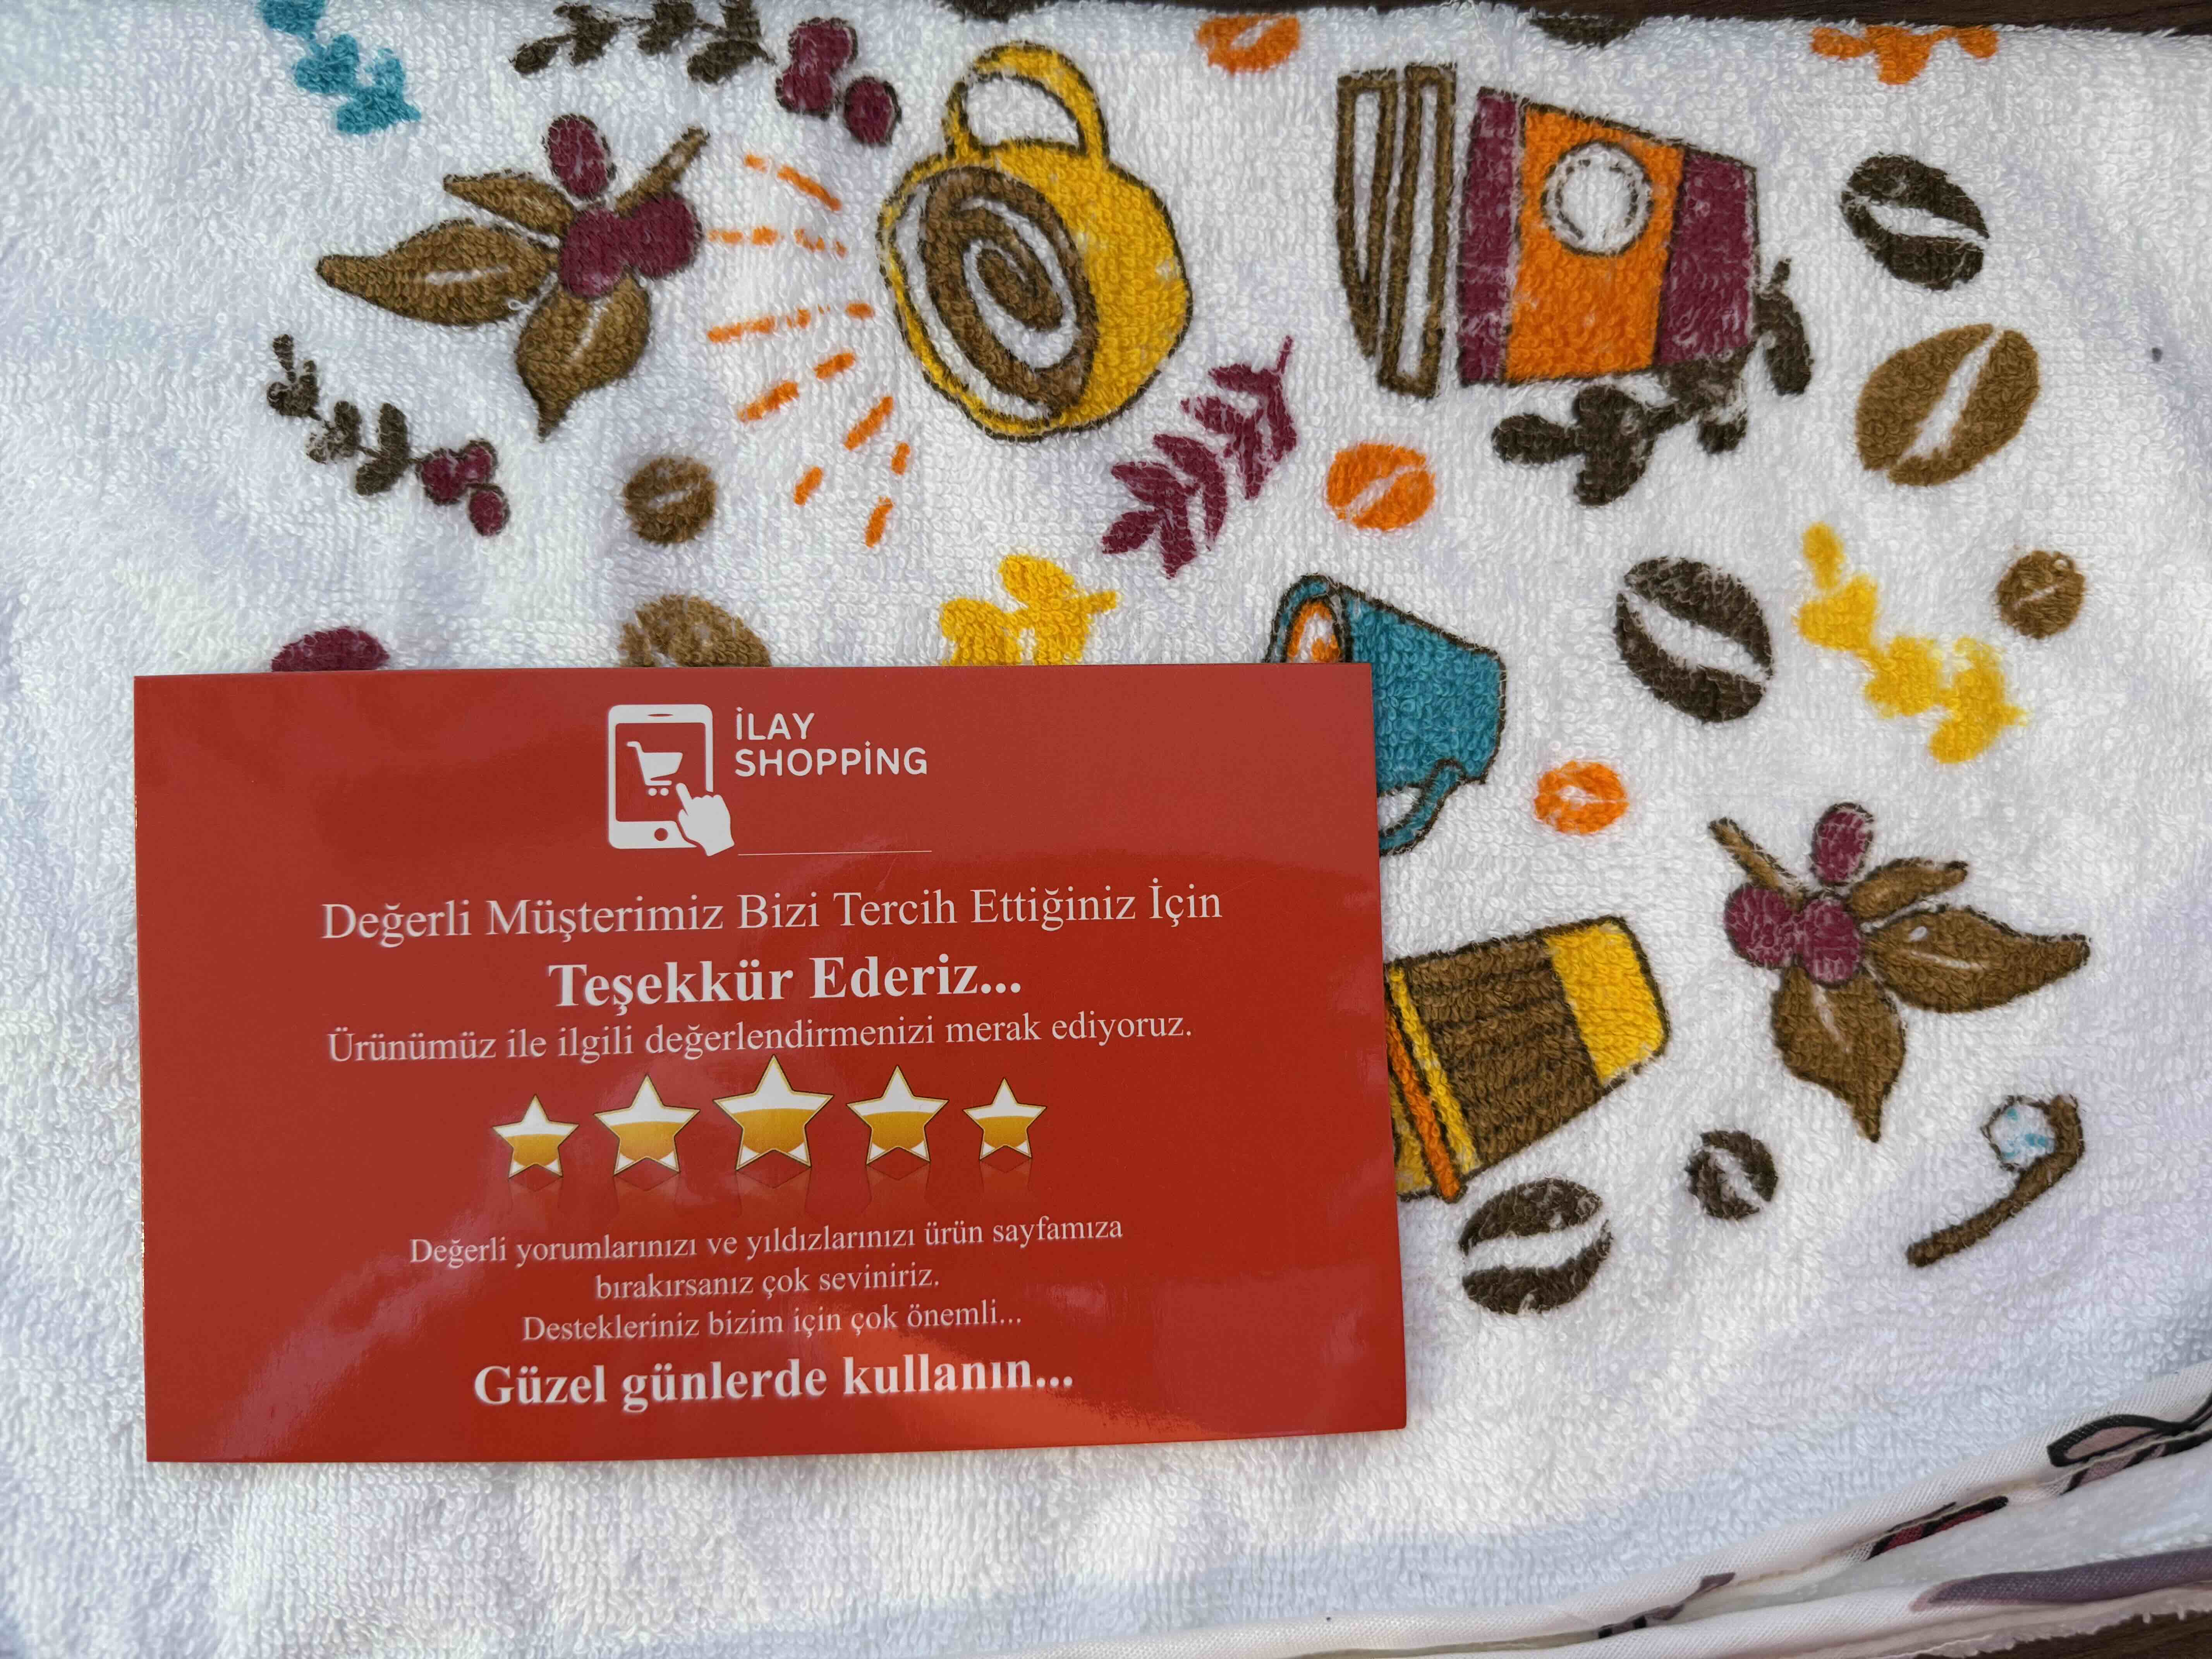 İLAY
SHOPPİNG
Değerli Müşterimiz Bizi Tercih Ettiğiniz İçin
Teşekkür Ederiz...
Ürünümüz ile ilgili değerlendirmenizi merak ediyoruz.
Değerli yorumlarınızı ve yıldızlarınızı ürün sayfamıza
bırakırsanız çok seviniriz.
Destekleriniz bizim için çok önemli...
Güzel günlerde kullanın...